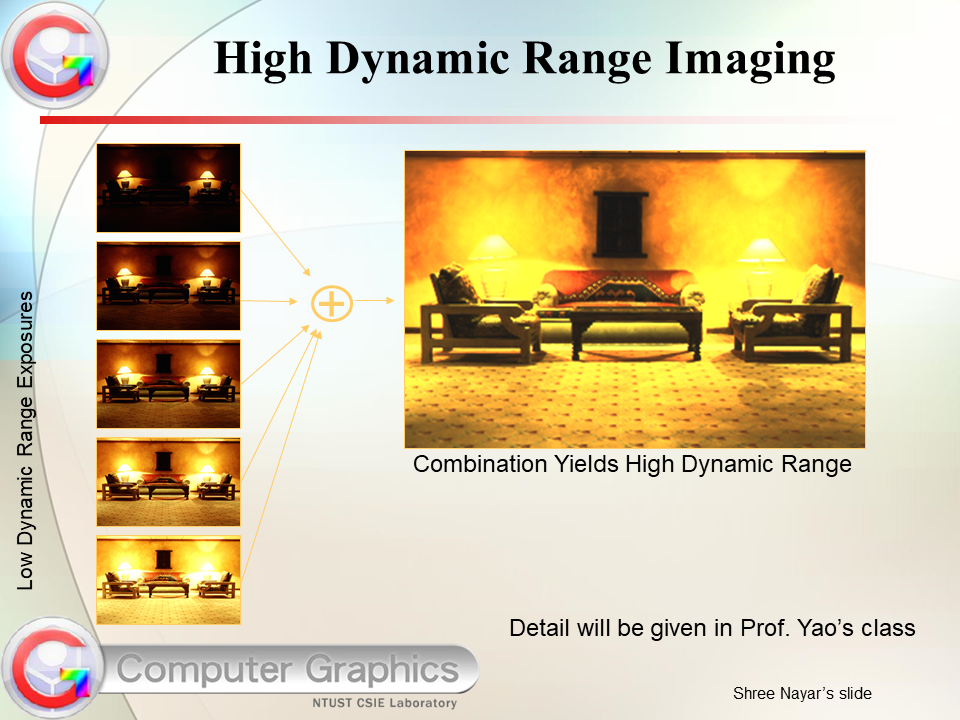 High Dynamic Range Imaging
Low Dynamic Range Exposures
Combination Yields High Dynamic Range
Detail will be given in Prof. Yao’s class
Computer Graphics
NTUST CSIE Laboratory
Shree Nayar’s slide